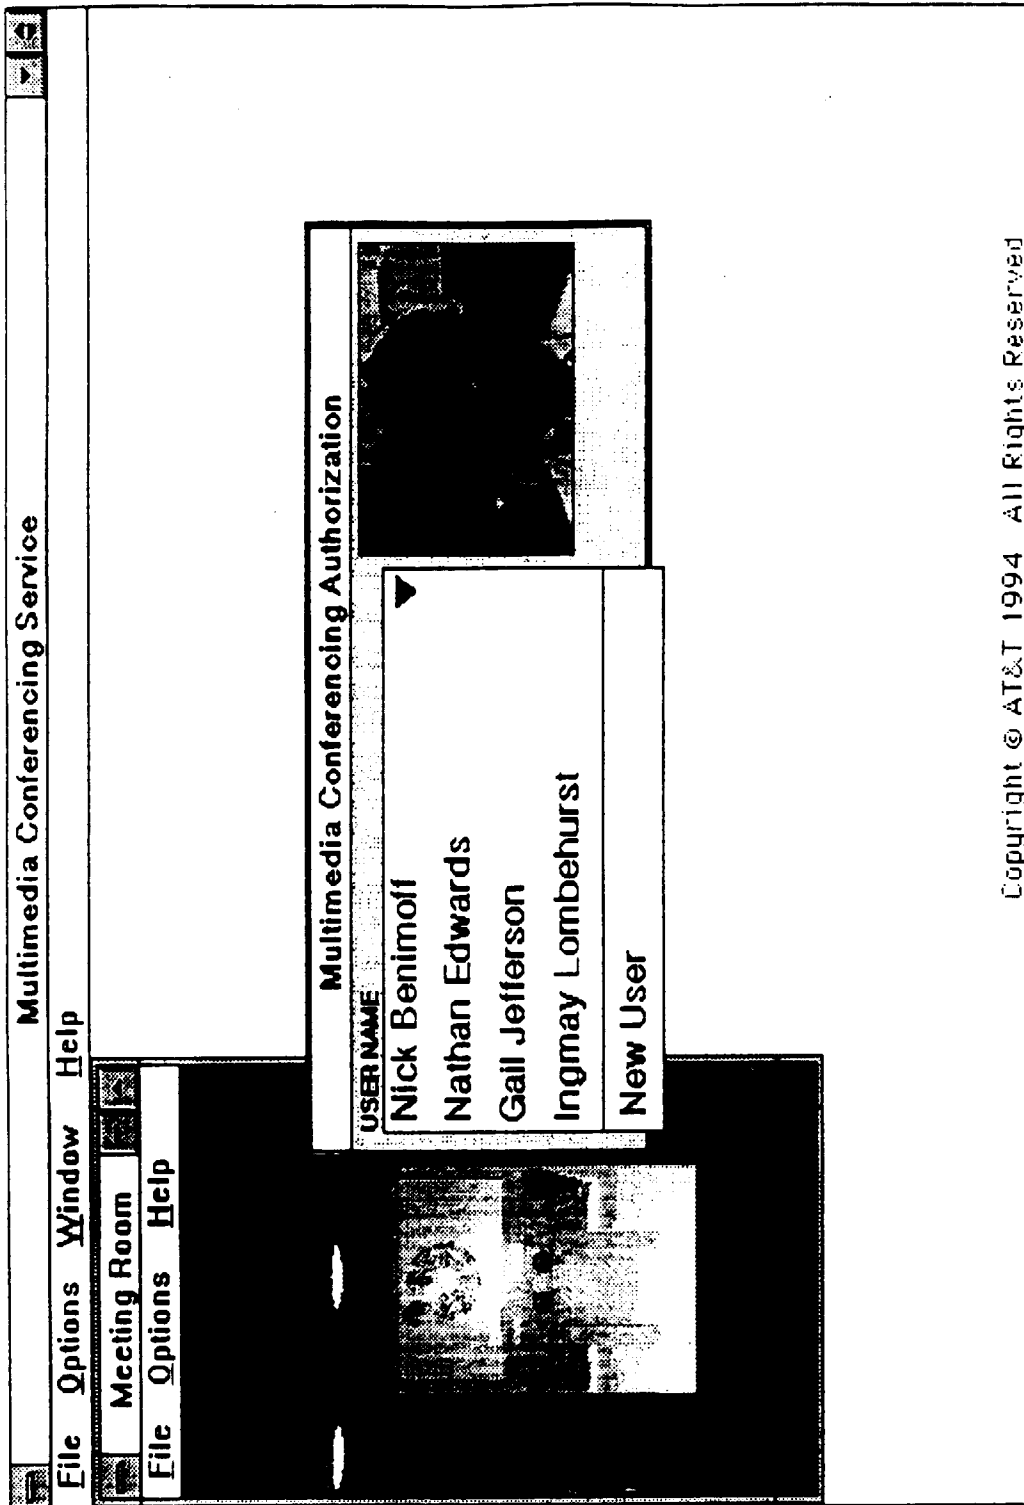 Multimedia Conferencing Service
File Options Window Help
Meeting Room
File Options Help
Multimedia Conferencing Authorization
USER NAME
Nick Benimoff
Nathan Edwards
Gail Jefferson
Ingmay Lombehurst
New User
Copyright © AT&T 1994 All Rights Reserved